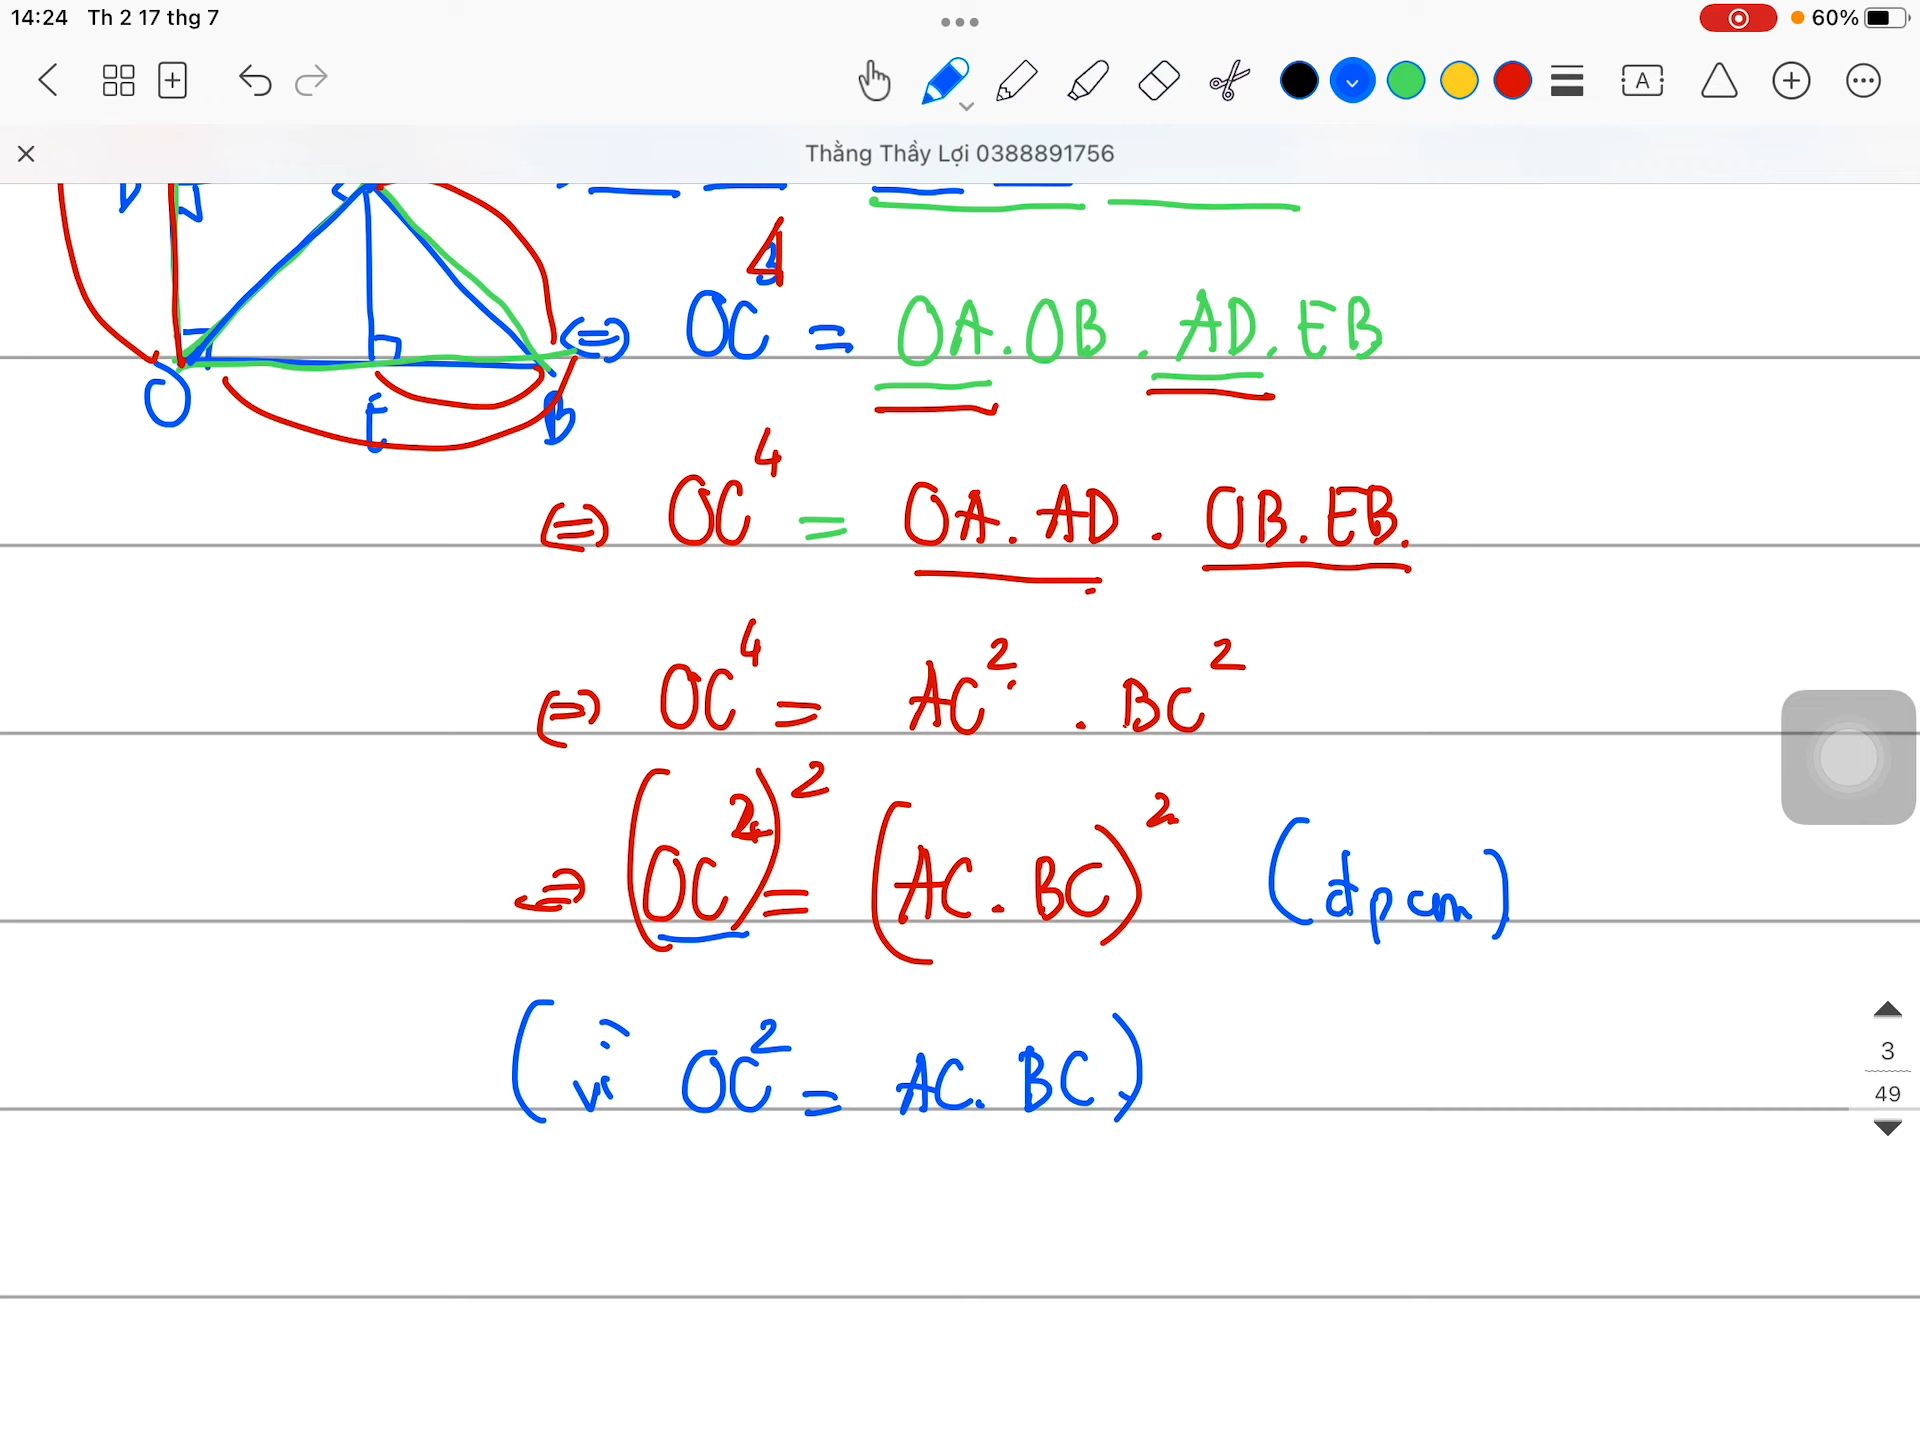 14:24 Th 2 17 thg 7 60%
A
Thằng Thầy Lợi 0388891756
⇔ OC⁴ = OA.OB . AD.EB
O E B
⇔ OC⁴ = OA.AD . OB.EB.
⇔ OC⁴ = AC² . BC²
⇔ (OC²)² = (AC.BC)² (đpcm)
(vì OC² = AC.BC)
3
49